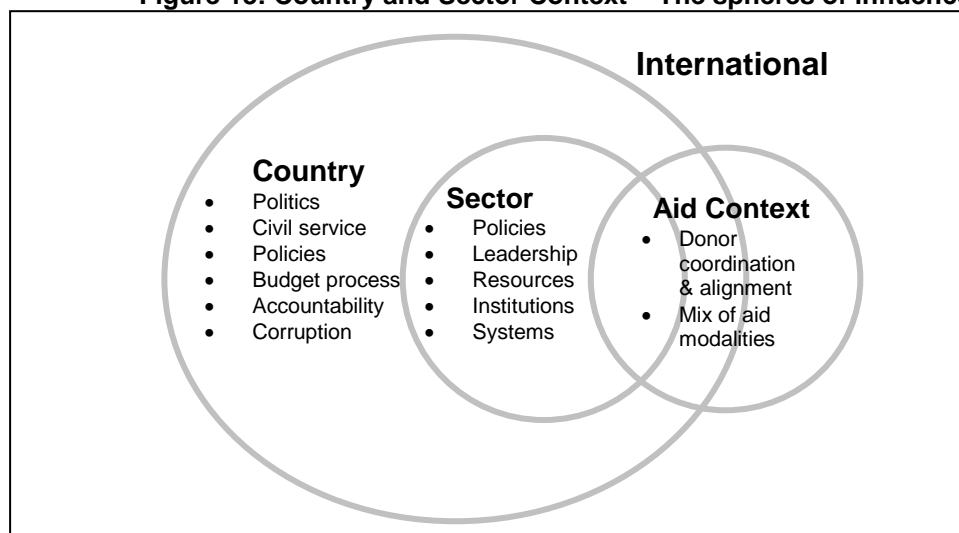 Country and Sector Context – The spheres of influence
International
Country
• Politics
• Civil service
• Policies
• Budget process
• Accountability
• Corruption
Sector
• Policies
• Leadership
• Resources
• Institutions
• Systems
Aid Context
• Donor
coordination
& alignment
• Mix of aid
modalities